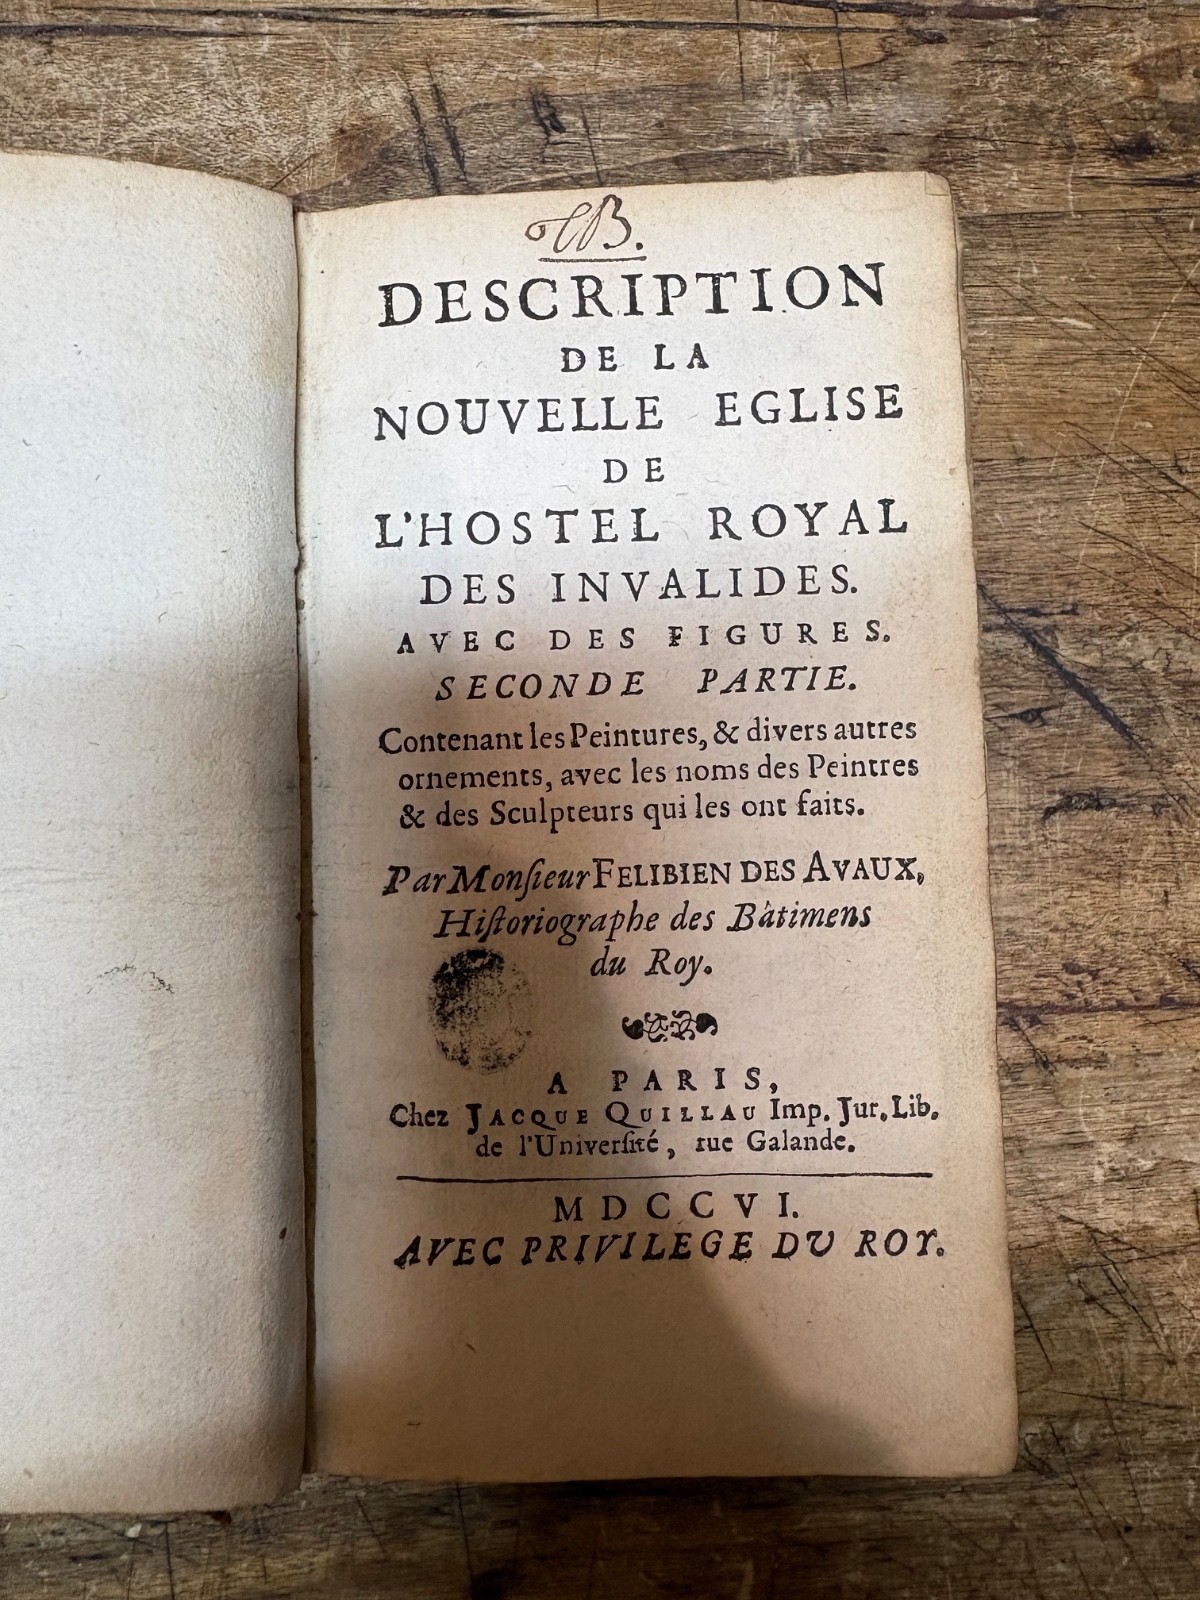 DESCRIPTION
DE LA
NOUVELLE EGLISE
DE
L'HOSTEL ROYAL
DES INVALIDES.
AVEC DES FIGURES.
SECONDE PARTIE.
Contenant les Peintures, & divers autres
ornements, avec les noms des Peintres
& des Sculpteurs qui les ont faits.
Par Monſieur FELIBIEN DES AVAUX,
Hiſtoriographe des Bâtimens
du Roy.
A PARIS,
Chez JACQUE QUILLAU Imp. Jur. Lib.
de l'Univerſité, rue Galande.
MDCCVI.
AVEC PRIVILEGE DU ROY.